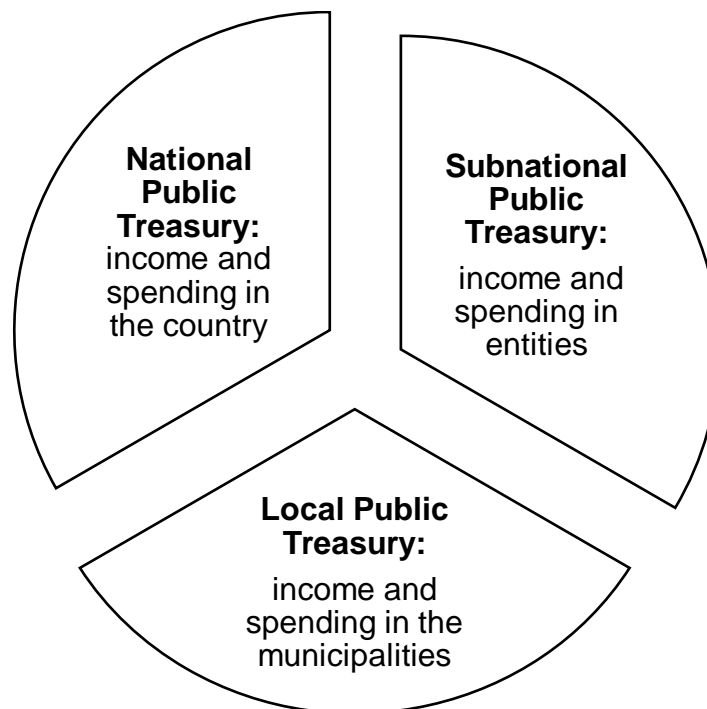 National
Public
Treasury:
income and
spending in
the country
Subnational
Public
Treasury:
income and
spending in
entities
Local Public
Treasury:
income and
spending in the
municipalities